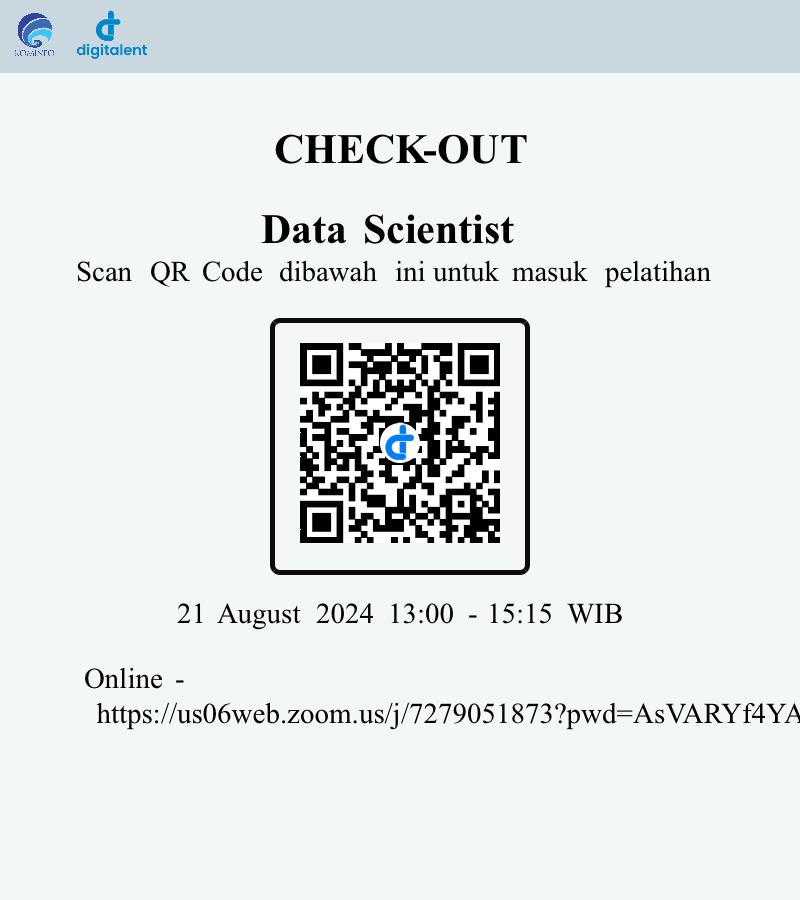 KOMINFO
digitalent
CHECK-OUT
Data Scientist
Scan QR Code dibawah ini untuk masuk pelatihan
21 August 2024 13:00 - 15:15 WIB
Online -
https://us06web.zoom.us/j/7279051873?pwd=AsVARYf4YA